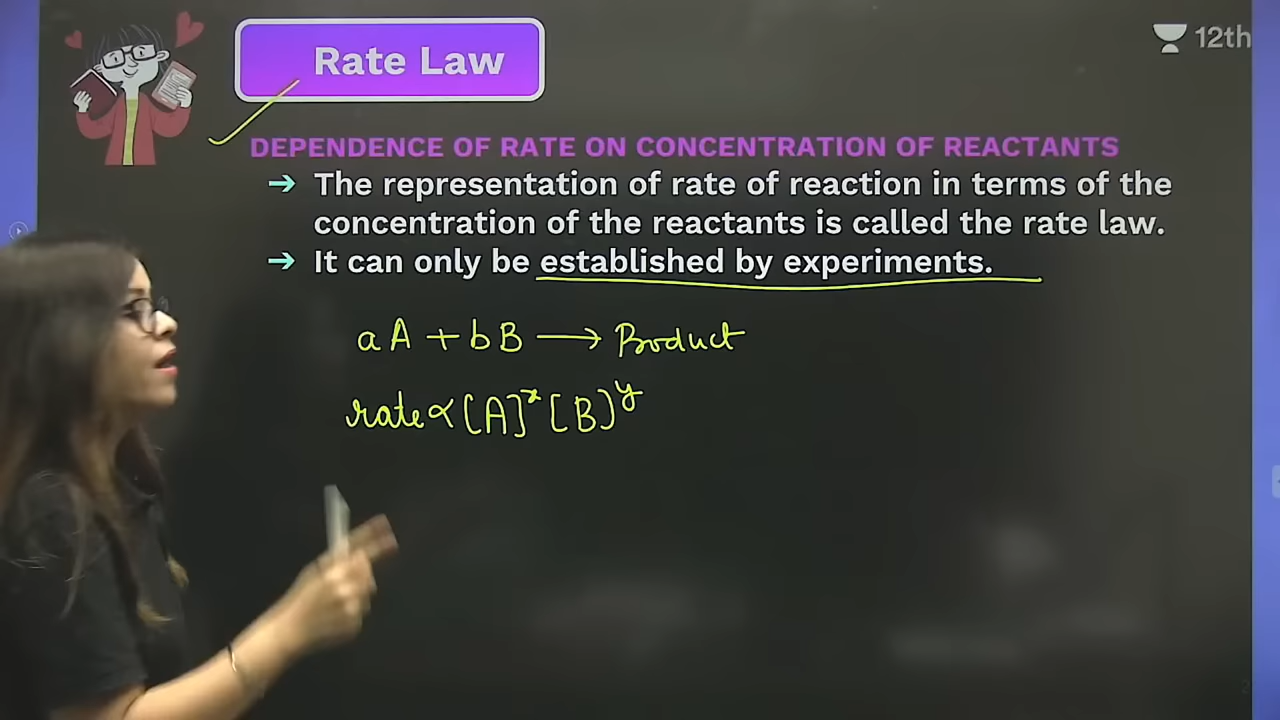 Rate Law
12th
DEPENDENCE OF RATE ON CONCENTRATION OF REACTANTS
→ The representation of rate of reaction in terms of the
concentration of the reactants is called the rate law.
→ It can only be established by experiments.
aA + bB ⟶ Product
rate ∝ [A]^x [B]^y